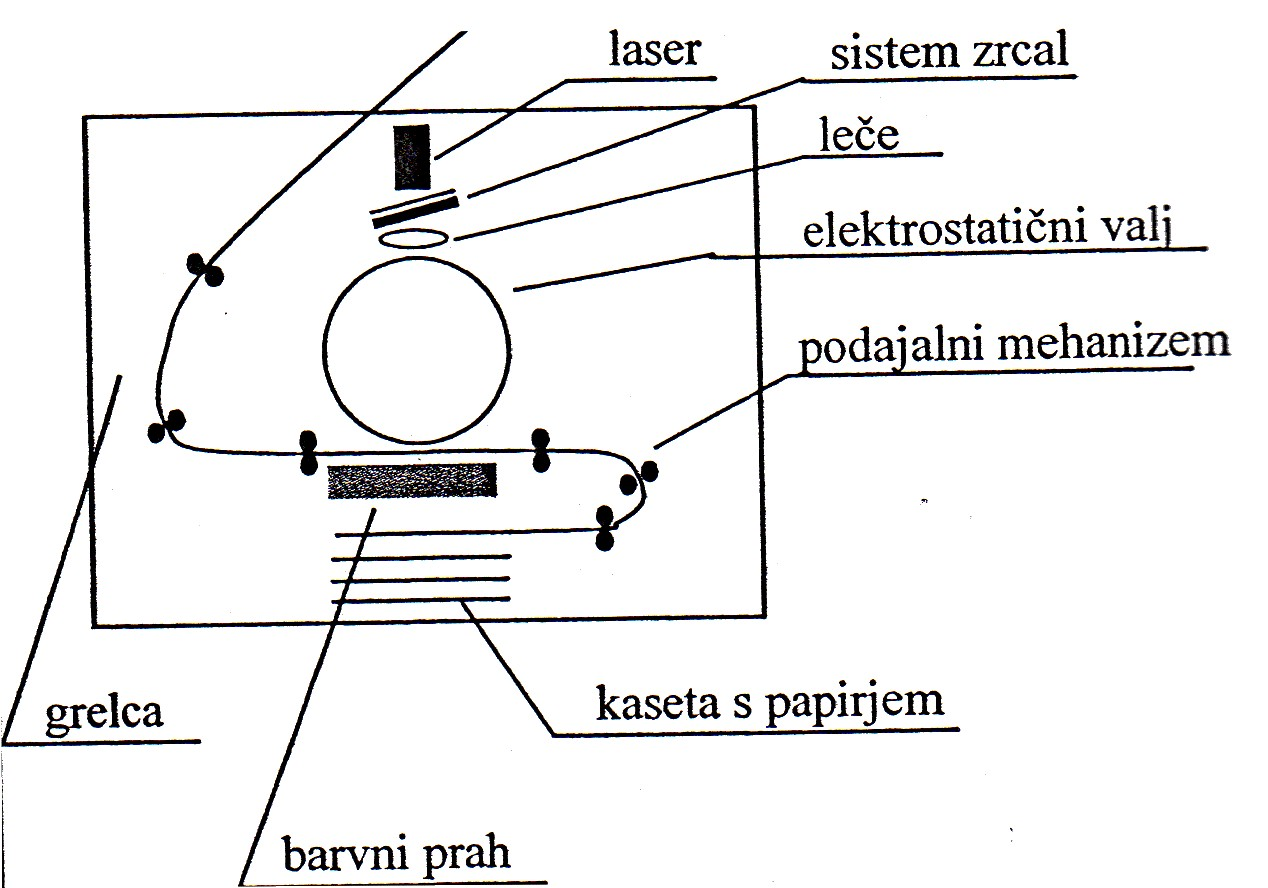 laser
sistem zrcal
leče
elektrostatični valj
podajalni mehanizem
grelca
kaseta s papirjem
barvni prah